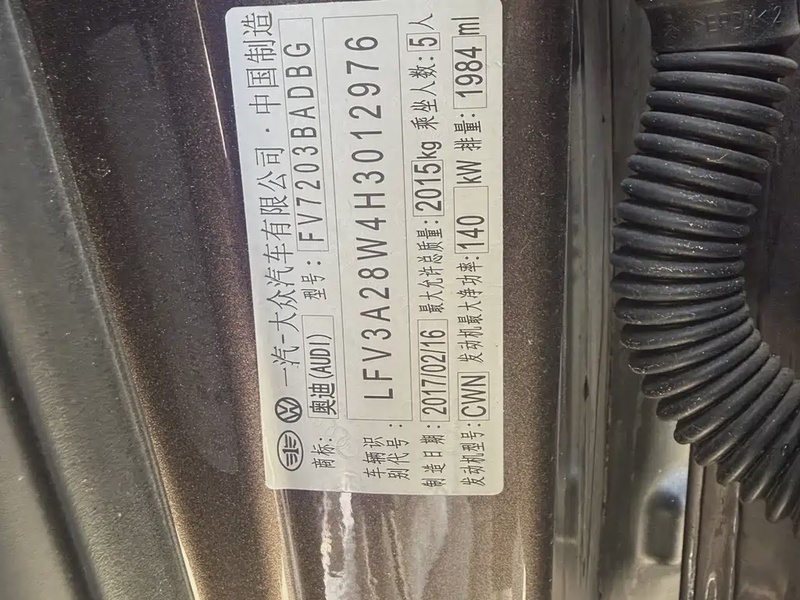 一汽-大众汽车有限公司·中国制造
商标: 奥迪(AUDI) 型号: FV7203BADBG
车辆识别代号: LFV3A28W4H3012976
制造日期: 2017/02/16 最大允许总质量: 2015kg 乘坐人数: 5人
发动机型号: CWN 发动机最大净功率: 140 kW 排量: 1984 ml